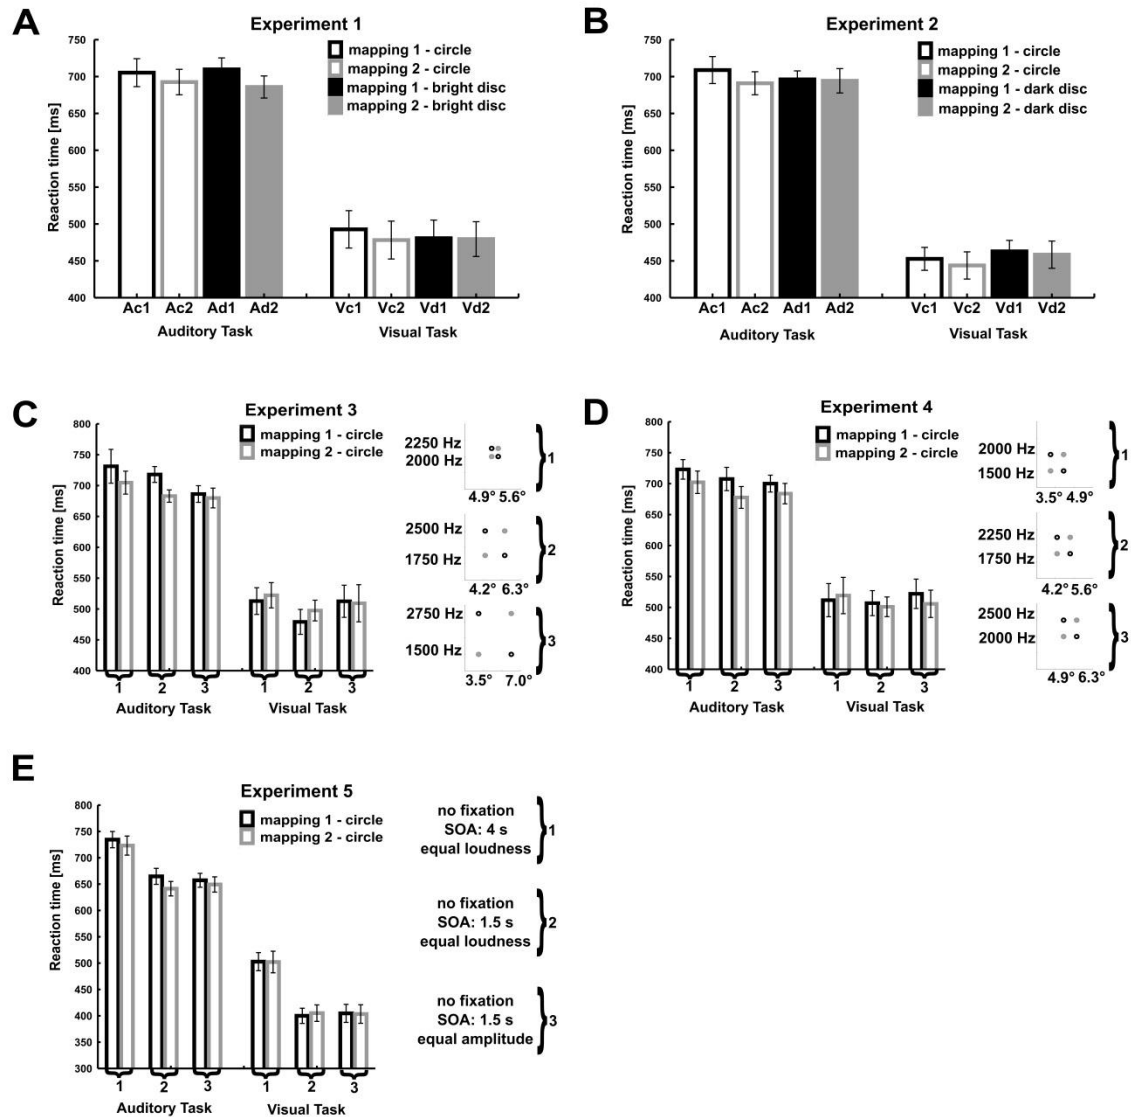 A
Experiment 1
mapping 1 - circle
mapping 2 - circle
mapping 1 - bright disc
mapping 2 - bright disc
Reaction time [ms]
750
700
650
600
550
500
450
400
Ac1 Ac2 Ad1 Ad2 Vc1 Vc2 Vd1 Vd2
Auditory Task Visual Task
B
Experiment 2
mapping 1 - circle
mapping 2 - circle
mapping 1 - dark disc
mapping 2 - dark disc
Reaction time [ms]
750
700
650
600
550
500
450
400
Ac1 Ac2 Ad1 Ad2 Vc1 Vc2 Vd1 Vd2
Auditory Task Visual Task
C
Experiment 3
mapping 1 - circle
mapping 2 - circle
Reaction time [ms]
800
750
700
650
600
550
500
450
400
1 2 3 1 2 3
Auditory Task Visual Task
2250 Hz
2000 Hz
4.9° 5.6°
1
2500 Hz
1750 Hz
4.2° 6.3°
2
2750 Hz
1500 Hz
3.5° 7.0°
3
D
Experiment 4
mapping 1 - circle
mapping 2 - circle
Reaction time [ms]
800
750
700
650
600
550
500
450
400
1 2 3 1 2 3
Auditory Task Visual Task
2000 Hz
1500 Hz
3.5° 4.9°
1
2250 Hz
1750 Hz
4.2° 5.6°
2
2500 Hz
2000 Hz
4.9° 6.3°
3
E
Experiment 5
mapping 1 - circle
mapping 2 - circle
Reaction time [ms]
800
750
700
650
600
550
500
450
400
350
300
1 2 3 1 2 3
Auditory Task Visual Task
no fixation
SOA: 4 s
equal loudness
1
no fixation
SOA: 1.5 s
equal loudness
2
no fixation
SOA: 1.5 s
equal amplitude
3